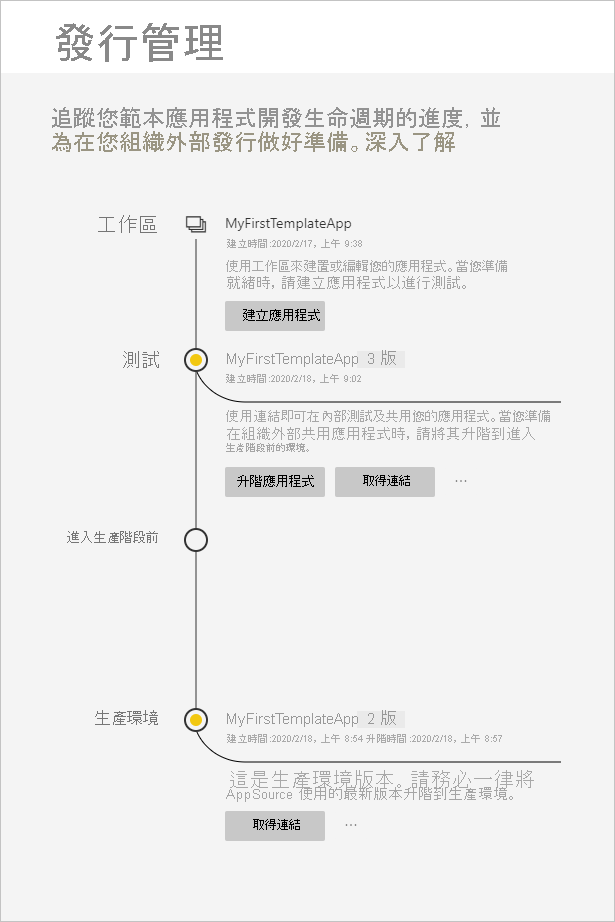 發行管理
追蹤您範本應用程式開發生命週期的進度，並
為在您組織外部發行做好準備。深入了解
工作區
MyFirstTemplateApp
建立時間:2020/2/17，上午 9:38
使用工作區來建置或編輯您的應用程式。當您準備
就緒時，請建立應用程式以進行測試。
建立應用程式
測試
MyFirstTemplateApp 3 版
建立時間:2020/2/18，上午 9:02
使用連結即可在內部測試及共用您的應用程式。當您準備
在組織外部共用應用程式時，請將其升階到進入
生產階段前的環境。
升階應用程式 取得連結 ...
進入生產階段前
生產環境
MyFirstTemplateApp 2 版
建立時間:2020/2/18，上午 8:54 升階時間:2020/2/18，上午 8:57
這是生產環境版本。請務必一律將
AppSource 使用的最新版本升階到生產環境。
取得連結 ...